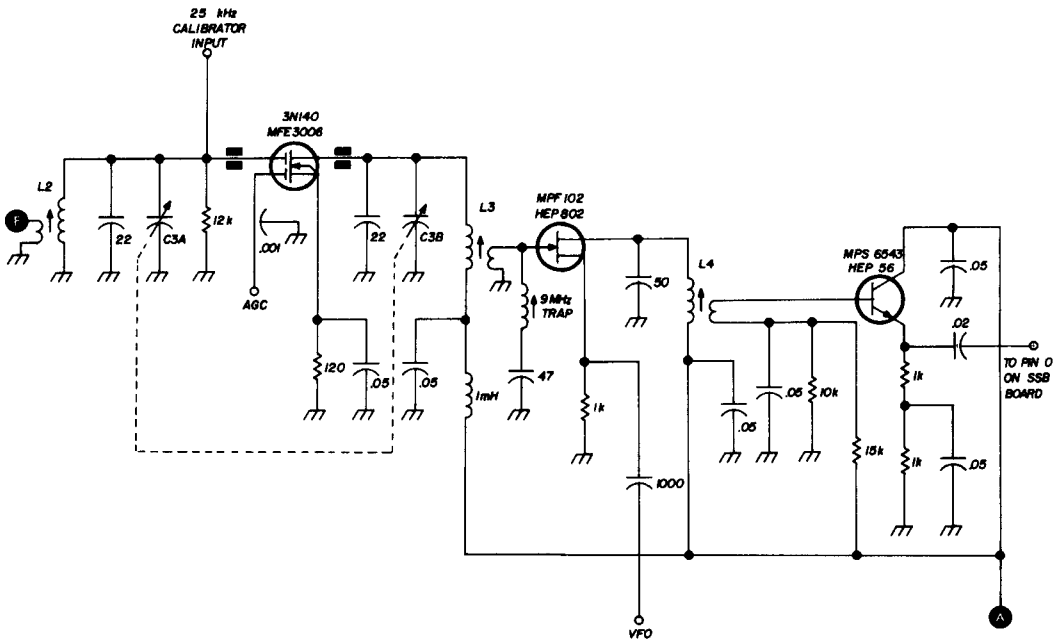 25 kHz
CALIBRATOR
INPUT
3N140
MFE3006
L2
F
22
C3A
12k
.001
AGC
120
.05
.05
22
C3B
L3
1mH
9MHz
TRAP
47
MPF102
HEP802
1k
50
1000
VFO
L4
.05
.05
10k
15k
MPS 6543
HEP 56
.05
.02
1k
1k
.05
TO PIN O
ON SSB
BOARD
A